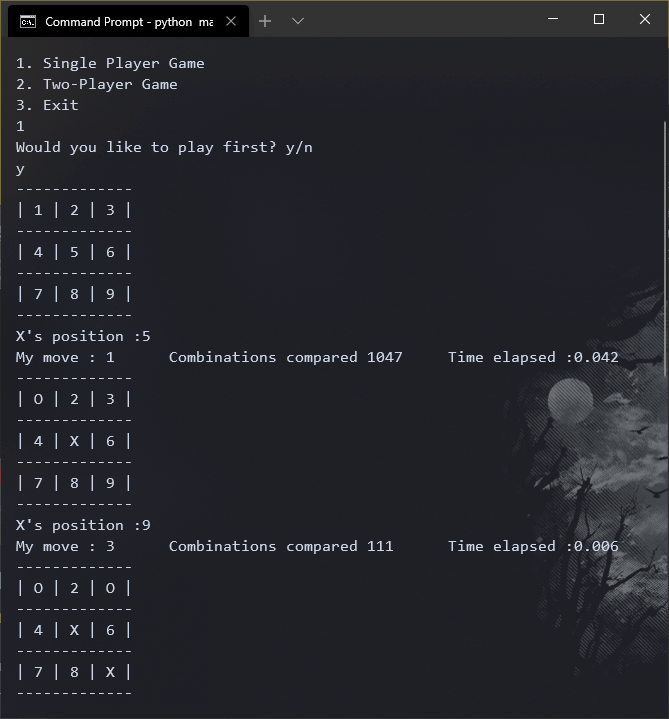 Command Prompt - python ma
1. Single Player Game
2. Two-Player Game
3. Exit
1
Would you like to play first? y/n
y
-------------
| 1 | 2 | 3 |
-------------
| 4 | 5 | 6 |
-------------
| 7 | 8 | 9 |
-------------
X's position :5
My move : 1      Combinations compared 1047     Time elapsed :0.042
-------------
| O | 2 | 3 |
-------------
| 4 | X | 6 |
-------------
| 7 | 8 | 9 |
-------------
X's position :9
My move : 3      Combinations compared 111      Time elapsed :0.006
-------------
| O | 2 | O |
-------------
| 4 | X | 6 |
-------------
| 7 | 8 | X |
-------------